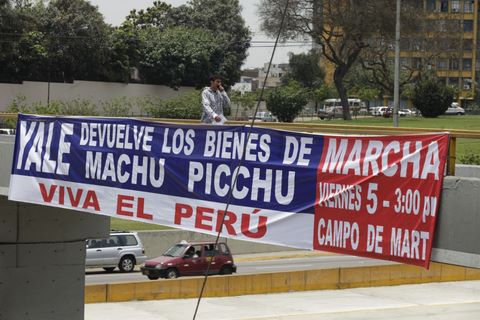 YALE DEVUELVE LOS BIENES DE
MACHU PICCHU
VIVA EL PERÚ
MARCHA
VIERNES 5 - 3:00 pm
CAMPO DE MART